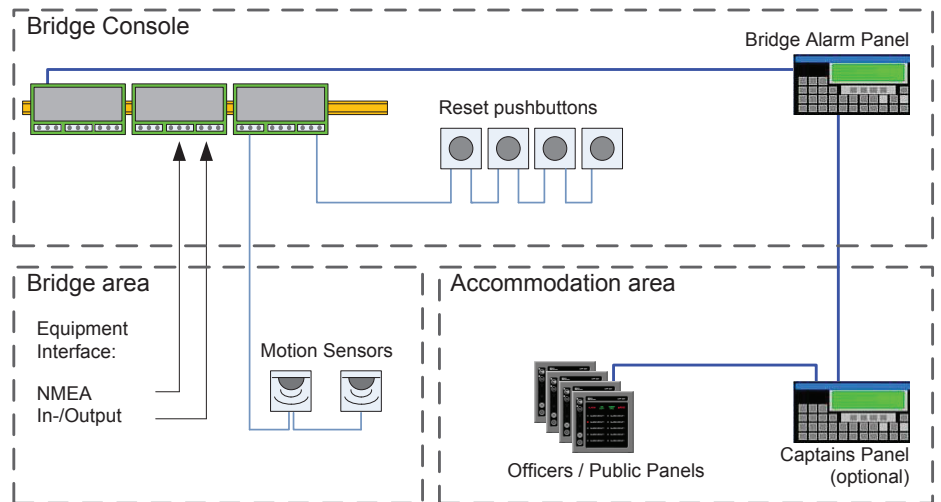 Bridge Console
Bridge Alarm Panel
Reset pushbuttons
Bridge area
Equipment
Interface:
NMEA
In-/Output
Motion Sensors
Accommodation area
Officers / Public Panels
Captains Panel
(optional)